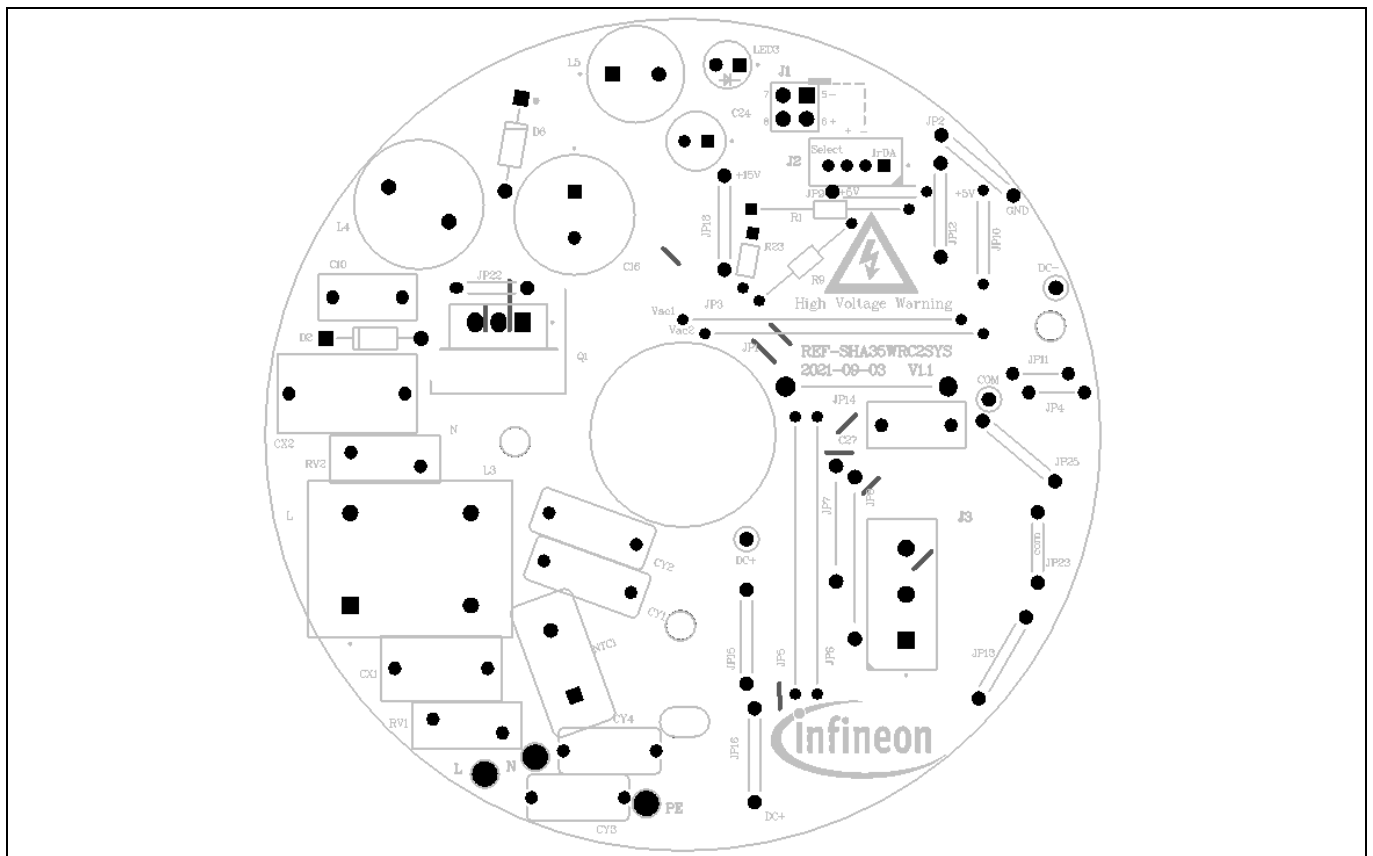 L5
LED3
J1
7
5-
8
6+
+ -
C24
D6
JP2
Select
IrDA
J2
+15V
JP9
+5V
+5V
GND
R1
L4
JP18
R23
JP12
JP10
C16
R9
DC-
C10
JP22
JP3
High Voltage Warning
Vac1
Vac2
D2
Q1
REF-SHA35WRC2SYS
2021-09-03 V1.1
JP11
COM
JP4
JP14
CX2
N
C27
RV2
L3
JP25
L
JP7
JP8
J3
com
CY2
DC+
JP23
CY1
NTC1
JP15
JP5
JP6
JP13
CX1
RV1
CY4
JP16
infineon
L
N
PE
CY3
DC+